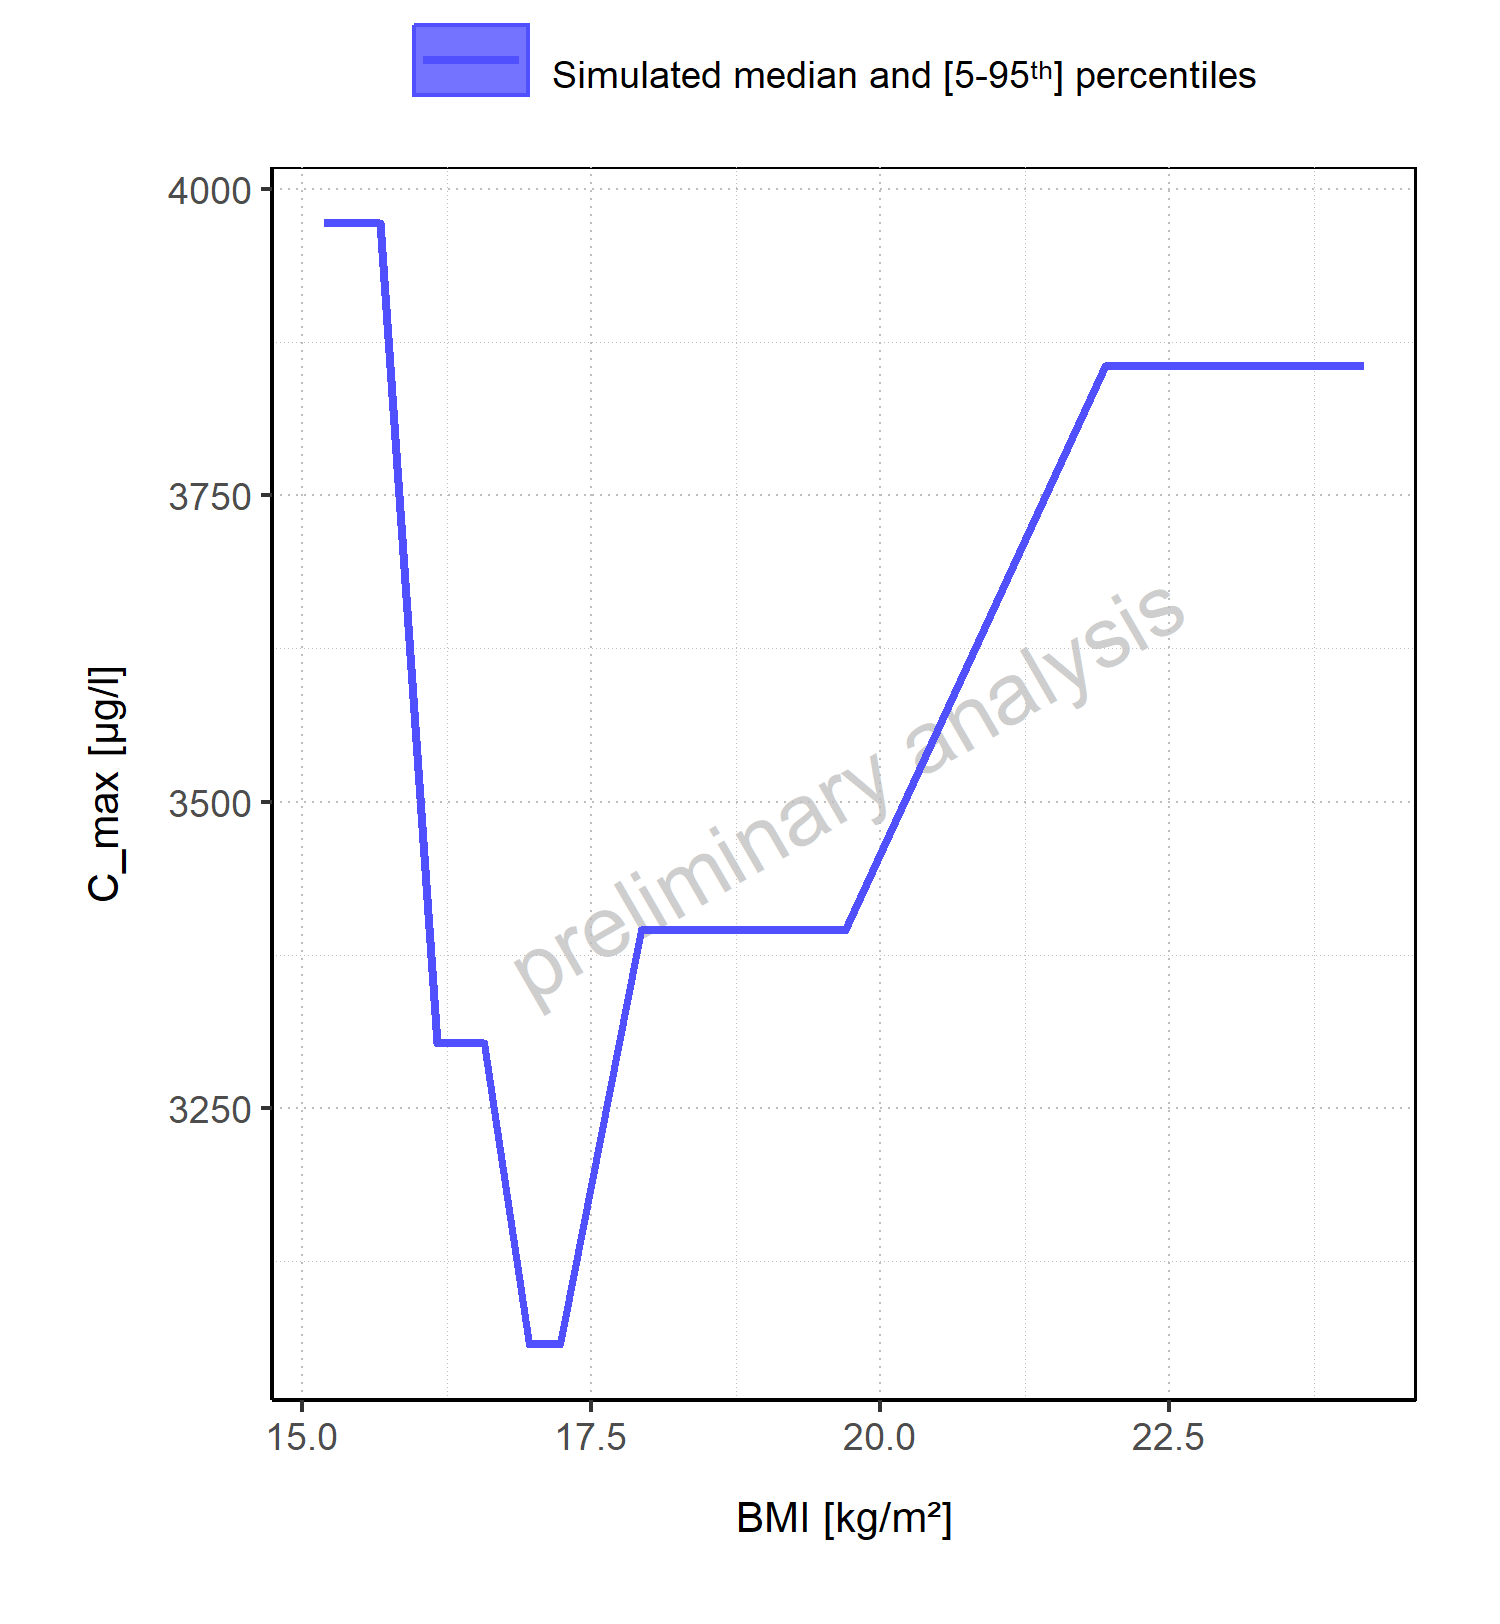 Simulated median and [5-95ᵗʰ] percentiles
4000
3750
3500
3250
C_max [µg/l]
preliminary analysis
15.0 17.5 20.0 22.5
BMI [kg/m²]